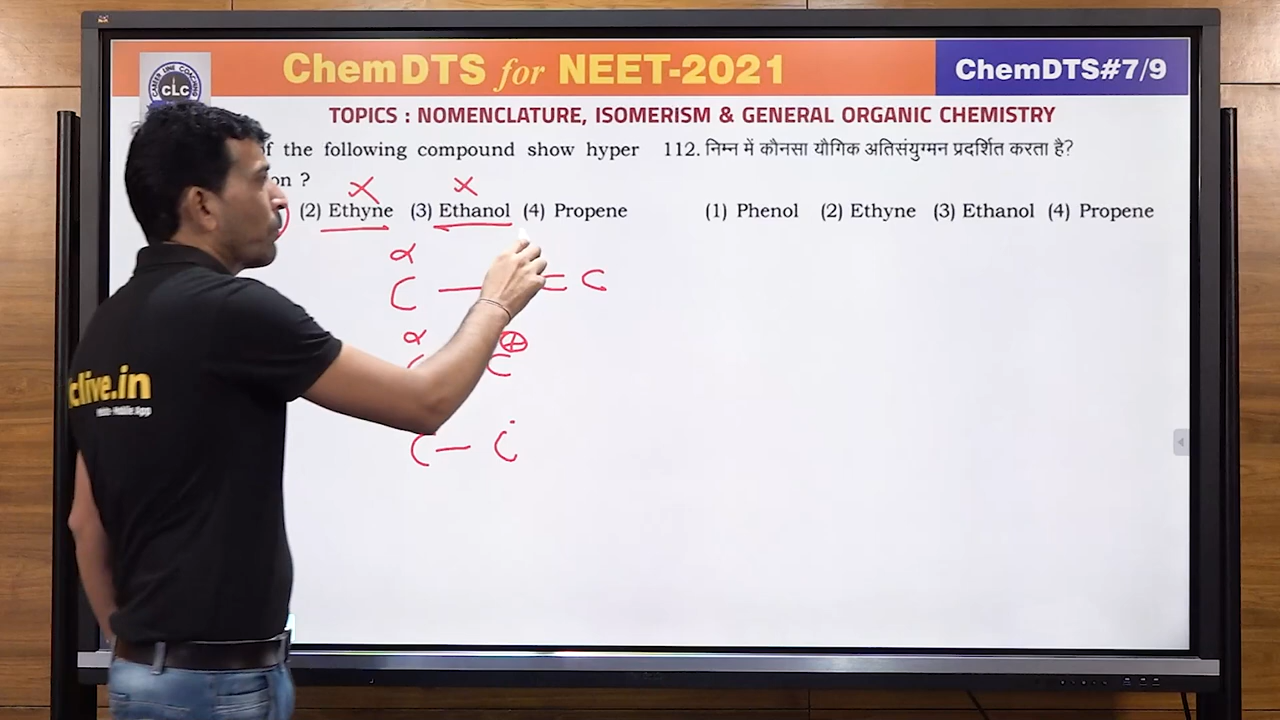 ChemDTS for NEET-2021
ChemDTS#7/9
CLC
TOPICS : NOMENCLATURE, ISOMERISM & GENERAL ORGANIC CHEMISTRY
of the following compound show hyper
on ?
(2) Ethyne (3) Ethanol (4) Propene
112. निम्न में कौनसा यौगिक अतिसंयुग्मन प्रदर्शित करता है?
(1) Phenol (2) Ethyne (3) Ethanol (4) Propene
α
C — = C
α ⊕
C C
C — Ċ
clive.in